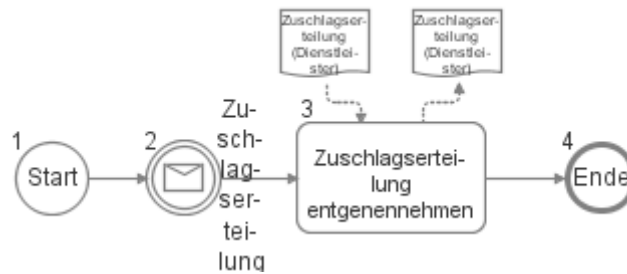 Zuschlagser-
teilung
(Dienstlei-
ster)
Zuschlagser-
teilung
(Dienstlei-
ster)
1
Start
2
Zu-
sch-
lag-
ser-
tei-
lung
3
Zuschlagsertei-
lung
entgenennehmen
4
Ende